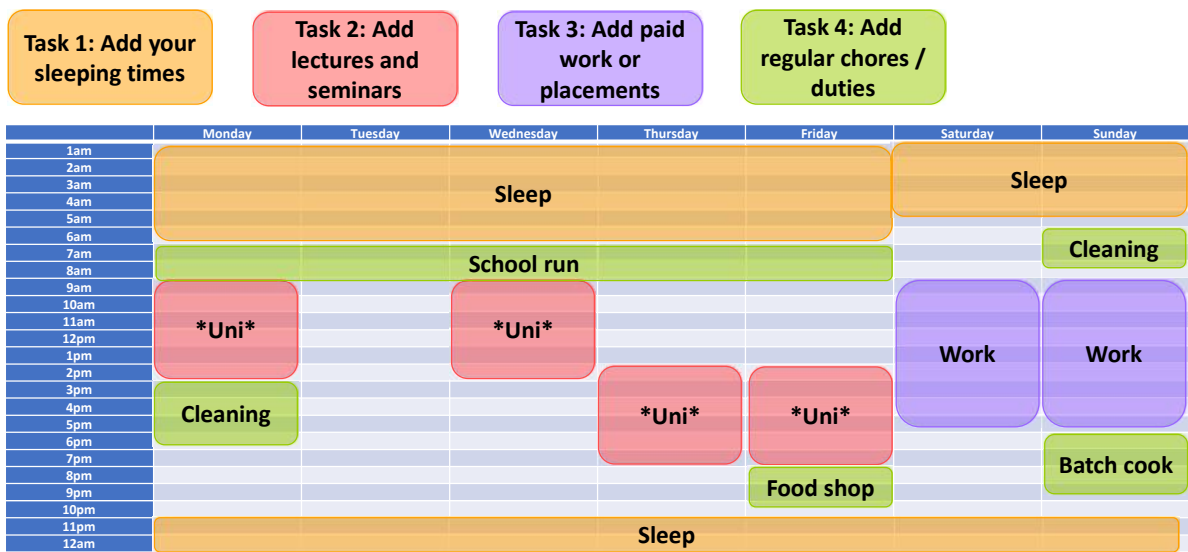 Task 1: Add your
sleeping times
Task 2: Add
lectures and
seminars
Task 3: Add paid
work or
placements
Task 4: Add
regular chores /
duties
Monday Tuesday Wednesday Thursday Friday Saturday Sunday
1am
2am
3am
Sleep Sleep
4am
5am
6am
Cleaning
7am
School run
8am
9am
10am
11am
*Uni* *Uni*
12pm
1pm
Work Work
2pm
3pm
4pm
Cleaning *Uni* *Uni*
5pm
6pm
7pm
Batch cook
8pm
9pm
Food shop
10pm
11pm
Sleep
12am